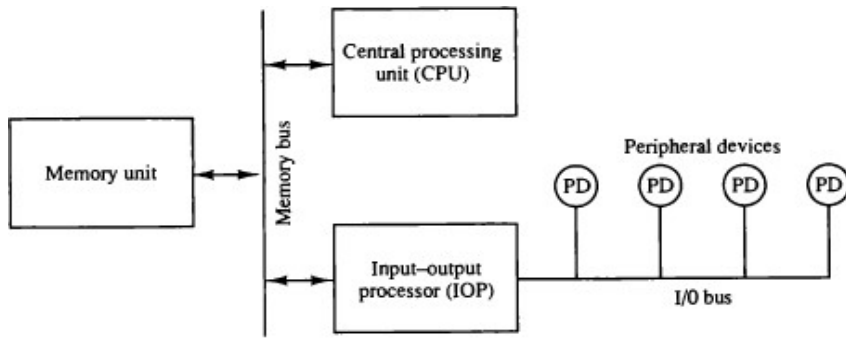 Central processing
unit (CPU)
Memory unit
Memory bus
Peripheral devices
PD
PD
PD
PD
Input–output
processor (IOP)
I/0 bus